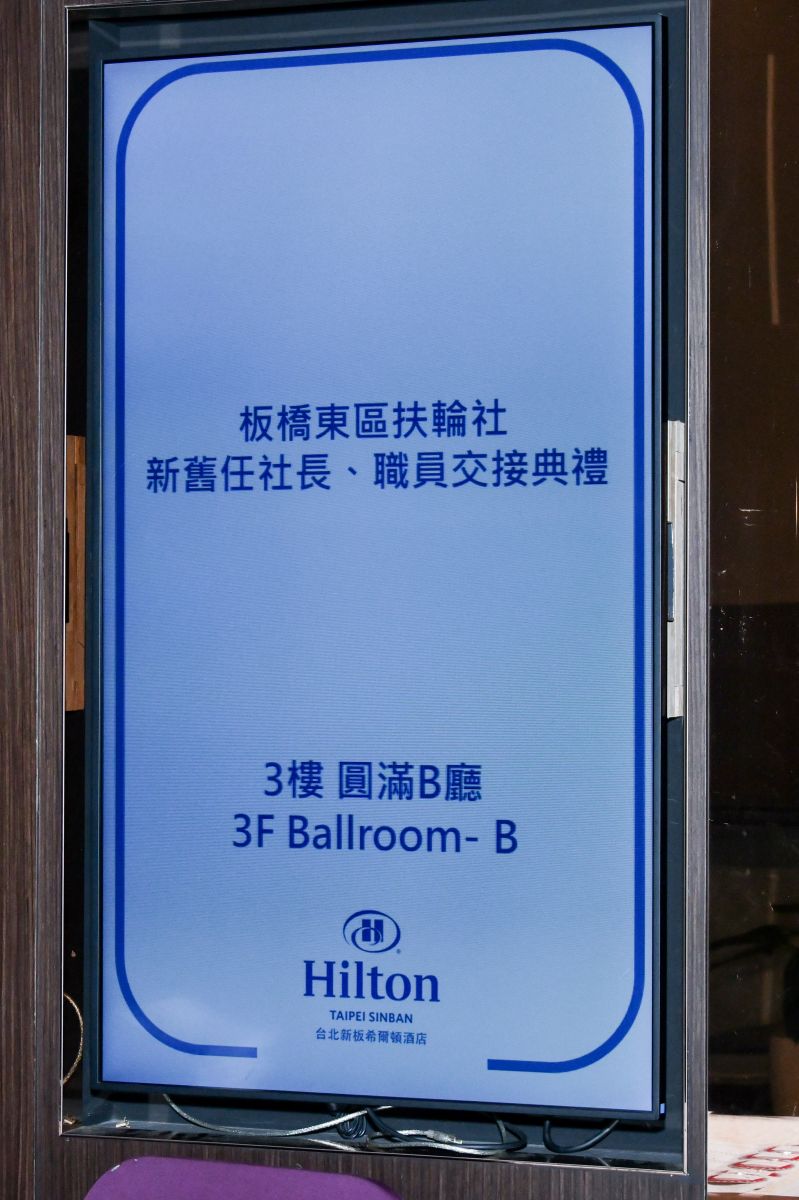 板橋東區扶輪社
新舊任社長、職員交接典禮
3樓 圓滿B廳
3F Ballroom- B
Hilton
TAIPEI SINBAN
台北新板希爾頓酒店